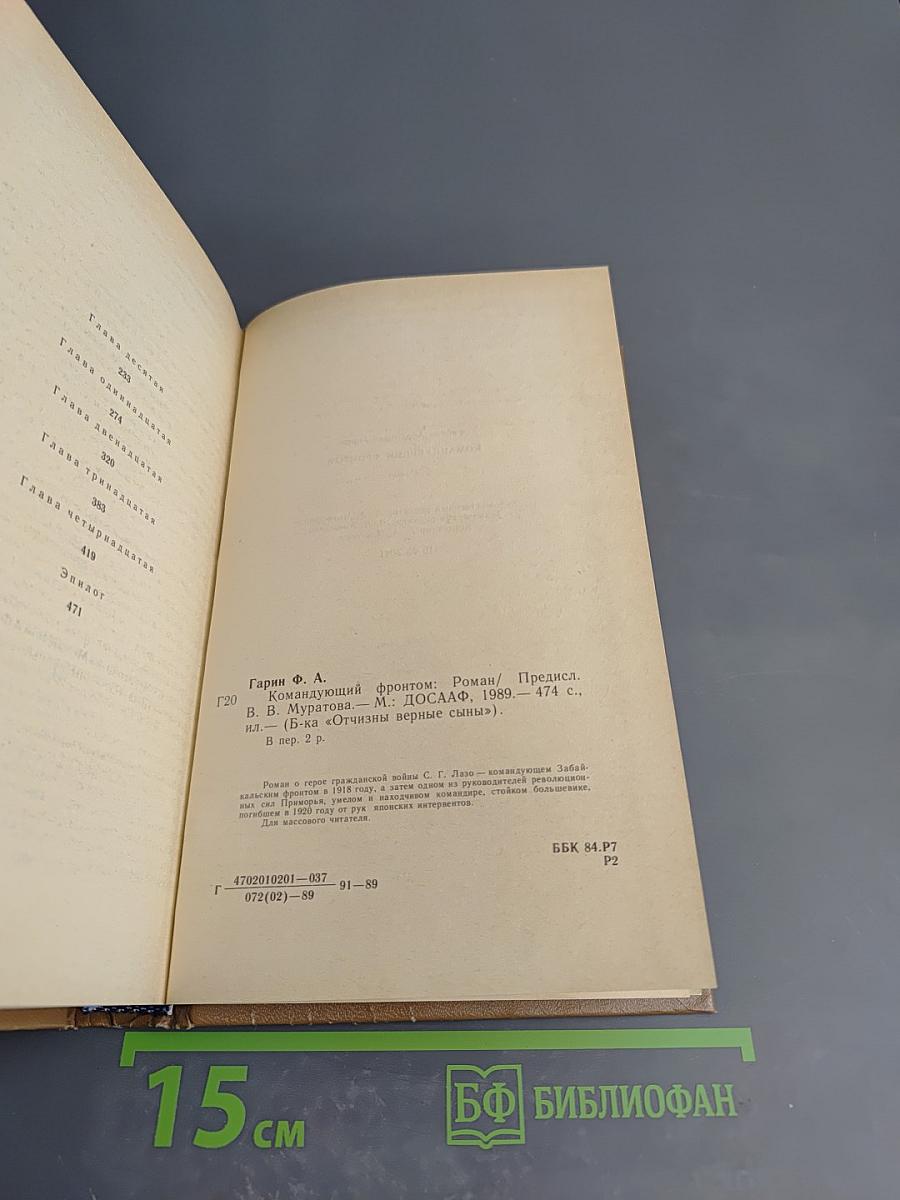 Глава десятая
233
Глава одиннадцатая
274
Глава двенадцатая
320
Глава тринадцатая
383
Глава четырнадцатая
419
Эпилог
471
Гарин Ф. А.
Г20 Командующий фронтом: Роман/ Предисл.
В. В. Муратова.— М.: ДОСААФ, 1989.— 474 с.,
ил.— (Б-ка «Отчизны верные сыны»).
В пер. 2 р.
Роман о герое гражданской войны С. Г. Лазо — командующем Забай-
кальским фронтом в 1918 году, а затем одном из руководителей революцион-
ных сил Приморья, умелом и находчивом командире, стойком большевике,
погибшем в 1920 году от рук японских интервентов.
Для массового читателя.
ББК 84.Р7
Р2
Г 4702010201—037
072(02)—89 91—89
15 см
БФ БИБЛИОФАН